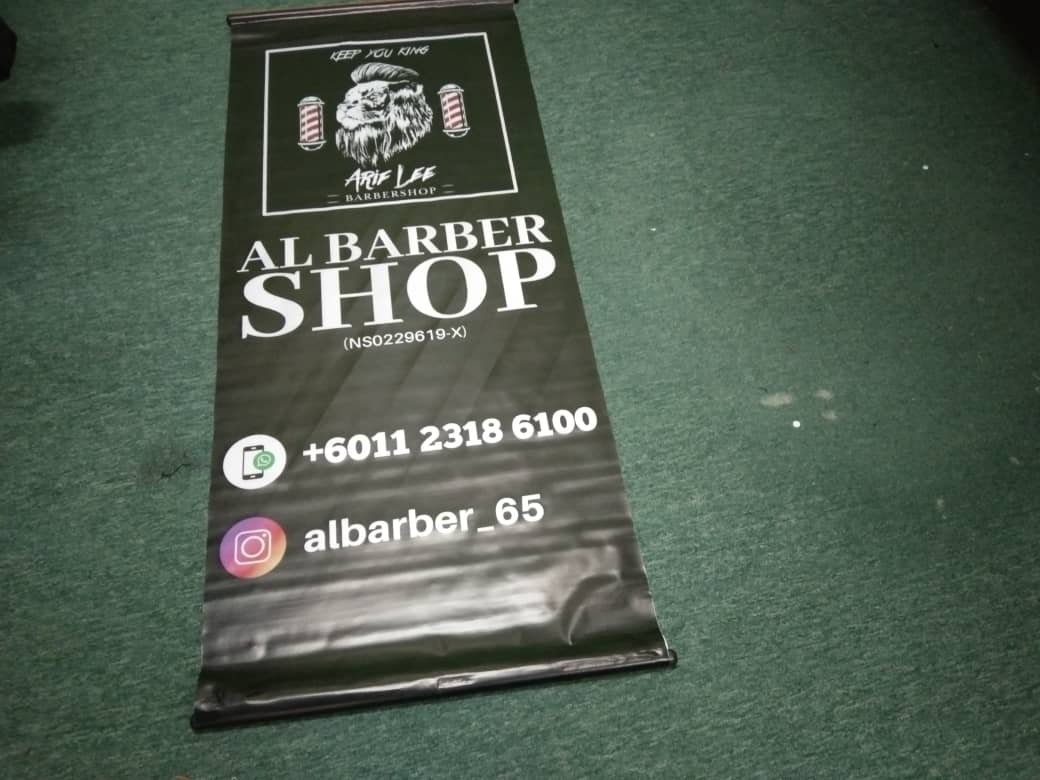 KEEP YOU KING
ARIF LEE
BARBERSHOP
AL BARBER
SHOP
(NS0229619-X)
+6011 2318 6100
albarber_65